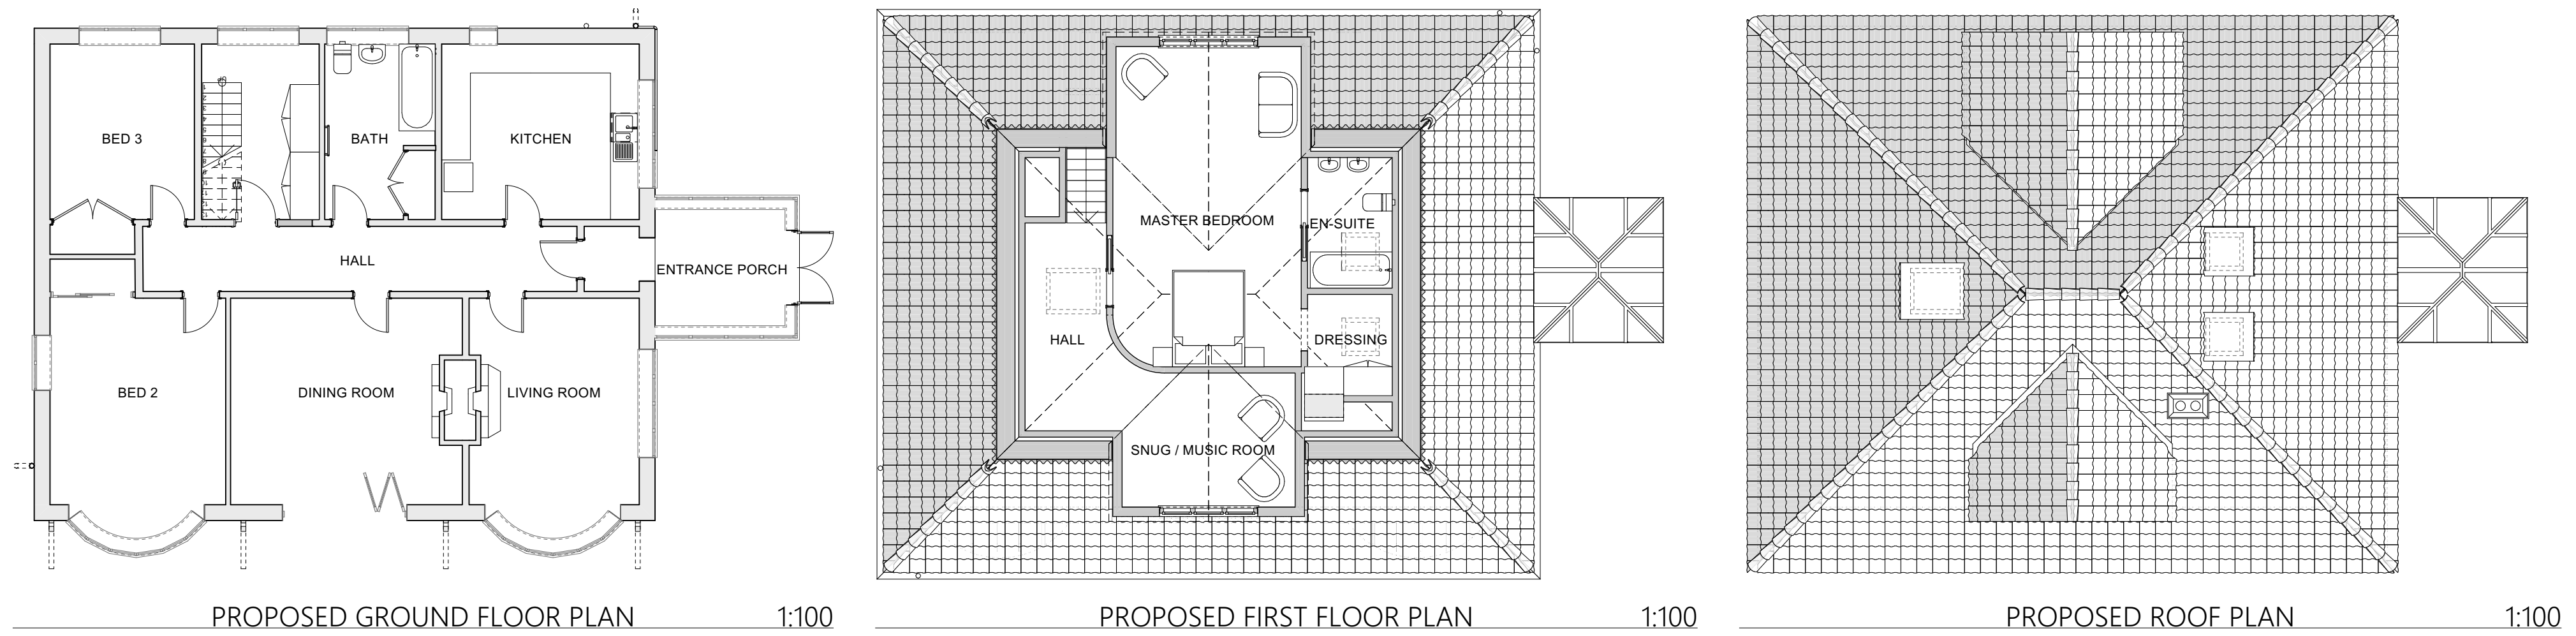 BED 3
BATH
KITCHEN
HALL
ENTRANCE PORCH
BED 2
DINING ROOM
LIVING ROOM
PROPOSED GROUND FLOOR PLAN 1:100
MASTER BEDROOM
EN-SUITE
HALL
DRESSING
SNUG / MUSIC ROOM
PROPOSED FIRST FLOOR PLAN 1:100
PROPOSED ROOF PLAN 1:100